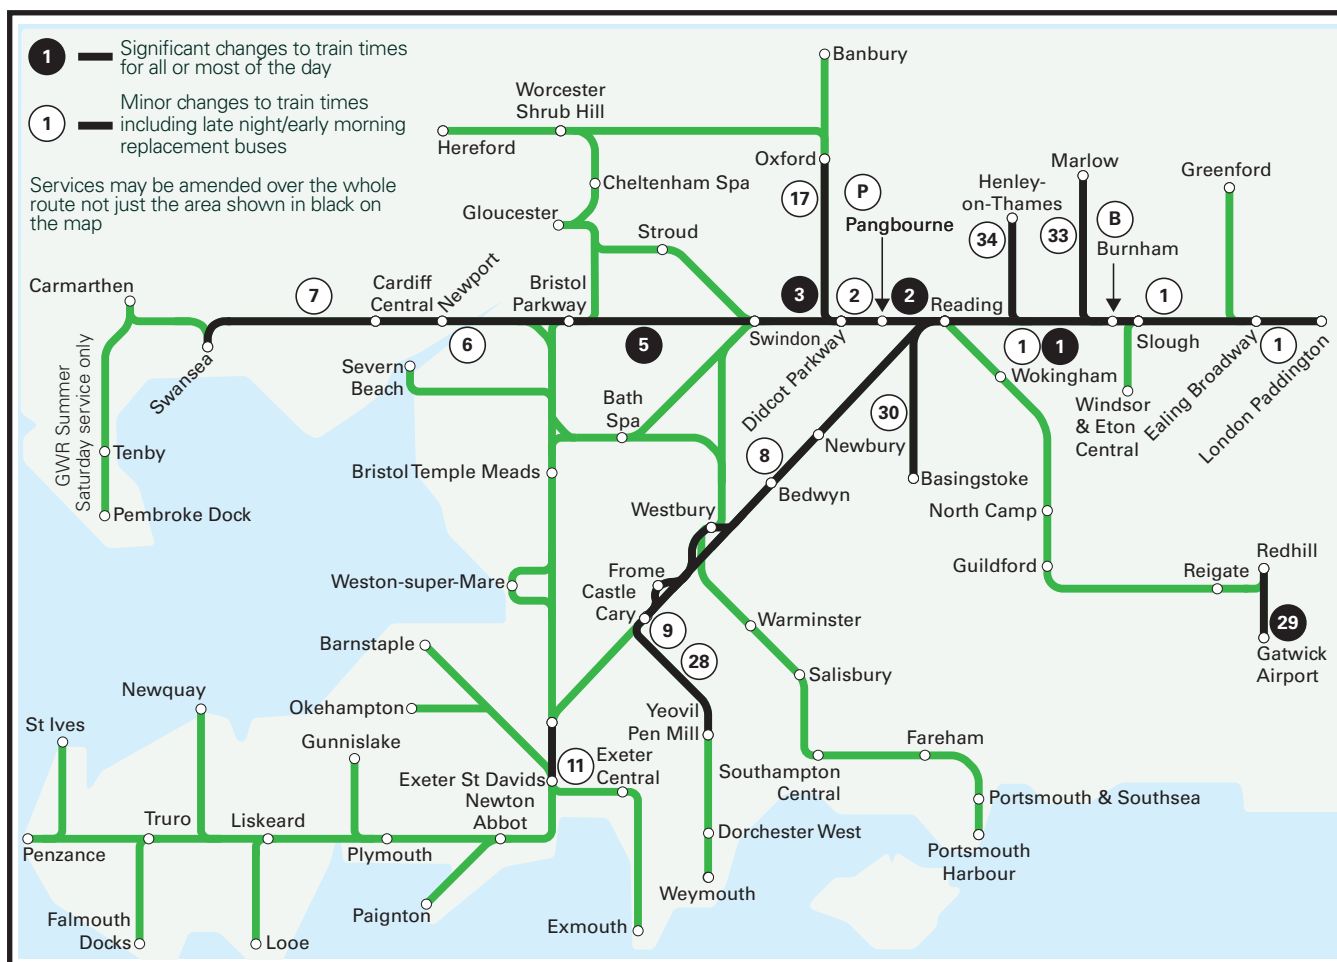 1
Significant changes to train times
for all or most of the day
1
Minor changes to train times
including late night/early morning
replacement buses
Services may be amended over the whole
route not just the area shown in black on
the map
Banbury
Worcester
Shrub Hill
Hereford
Oxford
Marlow
Greenford
Cheltenham Spa
Henley-
on-Thames
17
P
Gloucester
Pangbourne
B
Stroud
34
33
Burnham
Carmarthen
7
Cardiff
Central
Newport
Bristol
Parkway
3
2
2
Reading
1
6
5
Swindon
1
1
Slough
1
Swansea
Severn
Beach
Didcot Parkway
Wokingham
Ealing Broadway
London Paddington
GWR Summer
Saturday service only
Bath
Spa
30
Windsor
& Eton
Central
Tenby
Newbury
8
Bristol Temple Meads
Bedwyn
Basingstoke
Pembroke Dock
Westbury
North Camp
Frome
Guildford
Redhill
Weston-super-Mare
Castle
Cary
Reigate
9
Warminster
29
Barnstaple
28
Gatwick
Airport
Salisbury
Newquay
Okehampton
Yeovil
Pen Mill
St Ives
Gunnislake
Fareham
11
Exeter
Central
Exeter St Davids
Southampton
Central
Newton
Abbot
Portsmouth & Southsea
Truro
Liskeard
Dorchester West
Penzance
Plymouth
Portsmouth
Harbour
Weymouth
Falmouth
Docks
Paignton
Looe
Exmouth